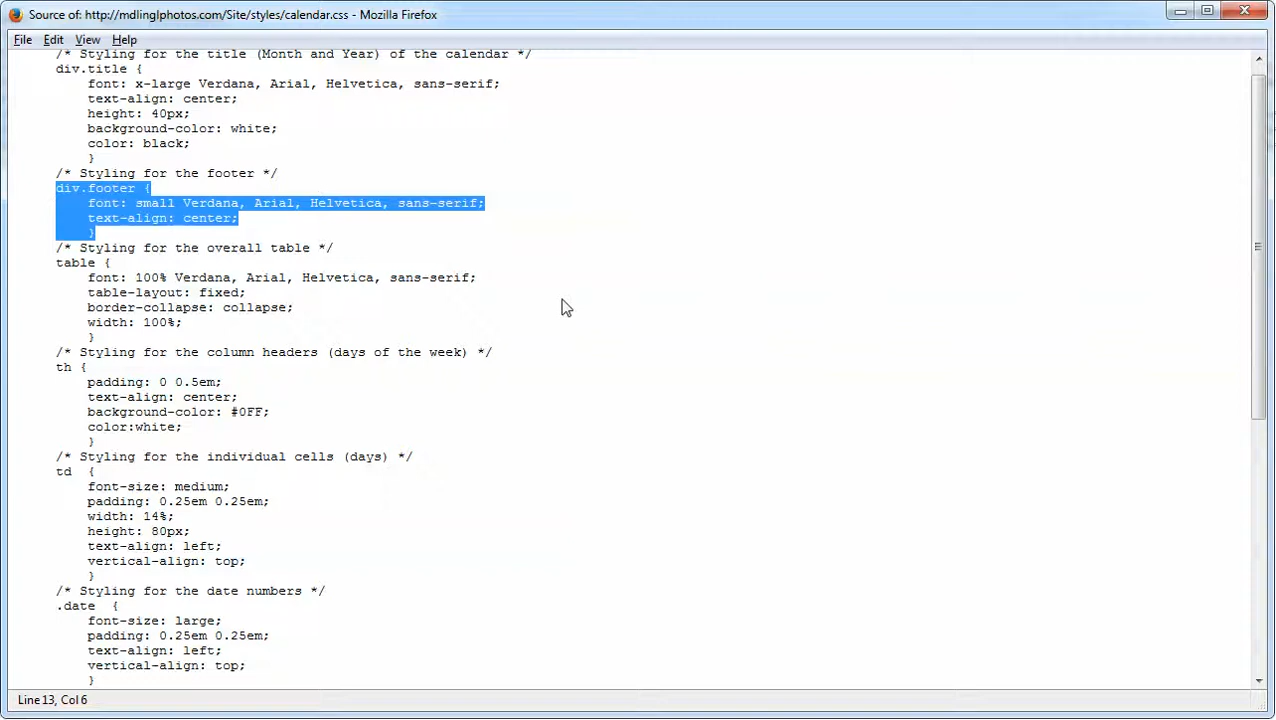 Source of: http://mdlinglphotos.com/Site/styles/calendar.css - Mozilla Firefox
File Edit View Help
/* Styling for the title (Month and Year) of the calendar */
div.title {
font: x-large Verdana, Arial, Helvetica, sans-serif;
text-align: center;
height: 40px;
background-color: white;
color: black;
}
/* Styling for the footer */
div.footer {
font: small Verdana, Arial, Helvetica, sans-serif;
text-align: center;
}
/* Styling for the overall table */
table {
font: 100% Verdana, Arial, Helvetica, sans-serif;
table-layout: fixed;
border-collapse: collapse;
width: 100%;
}
/* Styling for the column headers (days of the week) */
th {
padding: 0 0.5em;
text-align: center;
background-color: #0FF;
color:white;
}
/* Styling for the individual cells (days) */
td {
font-size: medium;
padding: 0.25em 0.25em;
width: 14%;
height: 80px;
text-align: left;
vertical-align: top;
}
/* Styling for the date numbers */
.date {
font-size: large;
padding: 0.25em 0.25em;
text-align: left;
vertical-align: top;
}
Line 13, Col 6